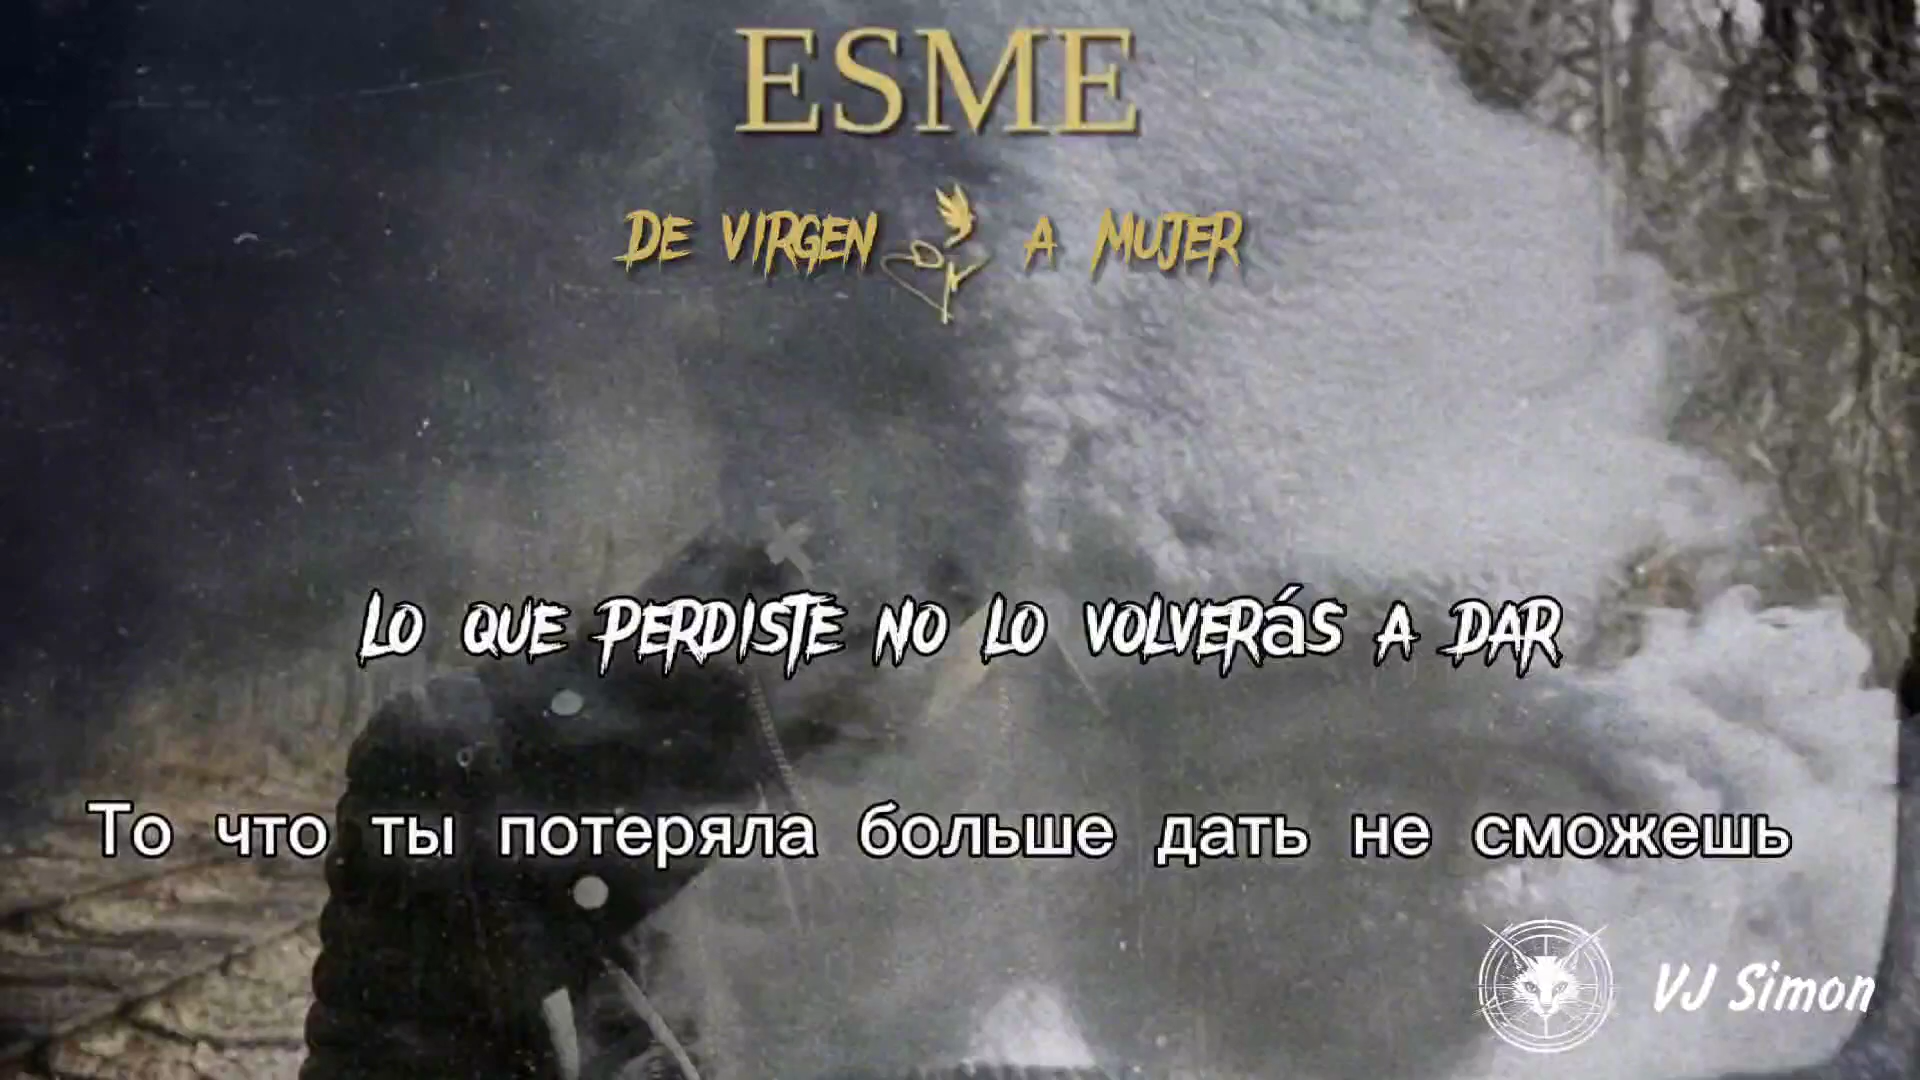 ESME
DE VIRGEN A MUJER
LO QUE PERDISTE NO LO VOLVERáS A DAR
То что ты потеряла больше дать не сможешь
VJ Simon